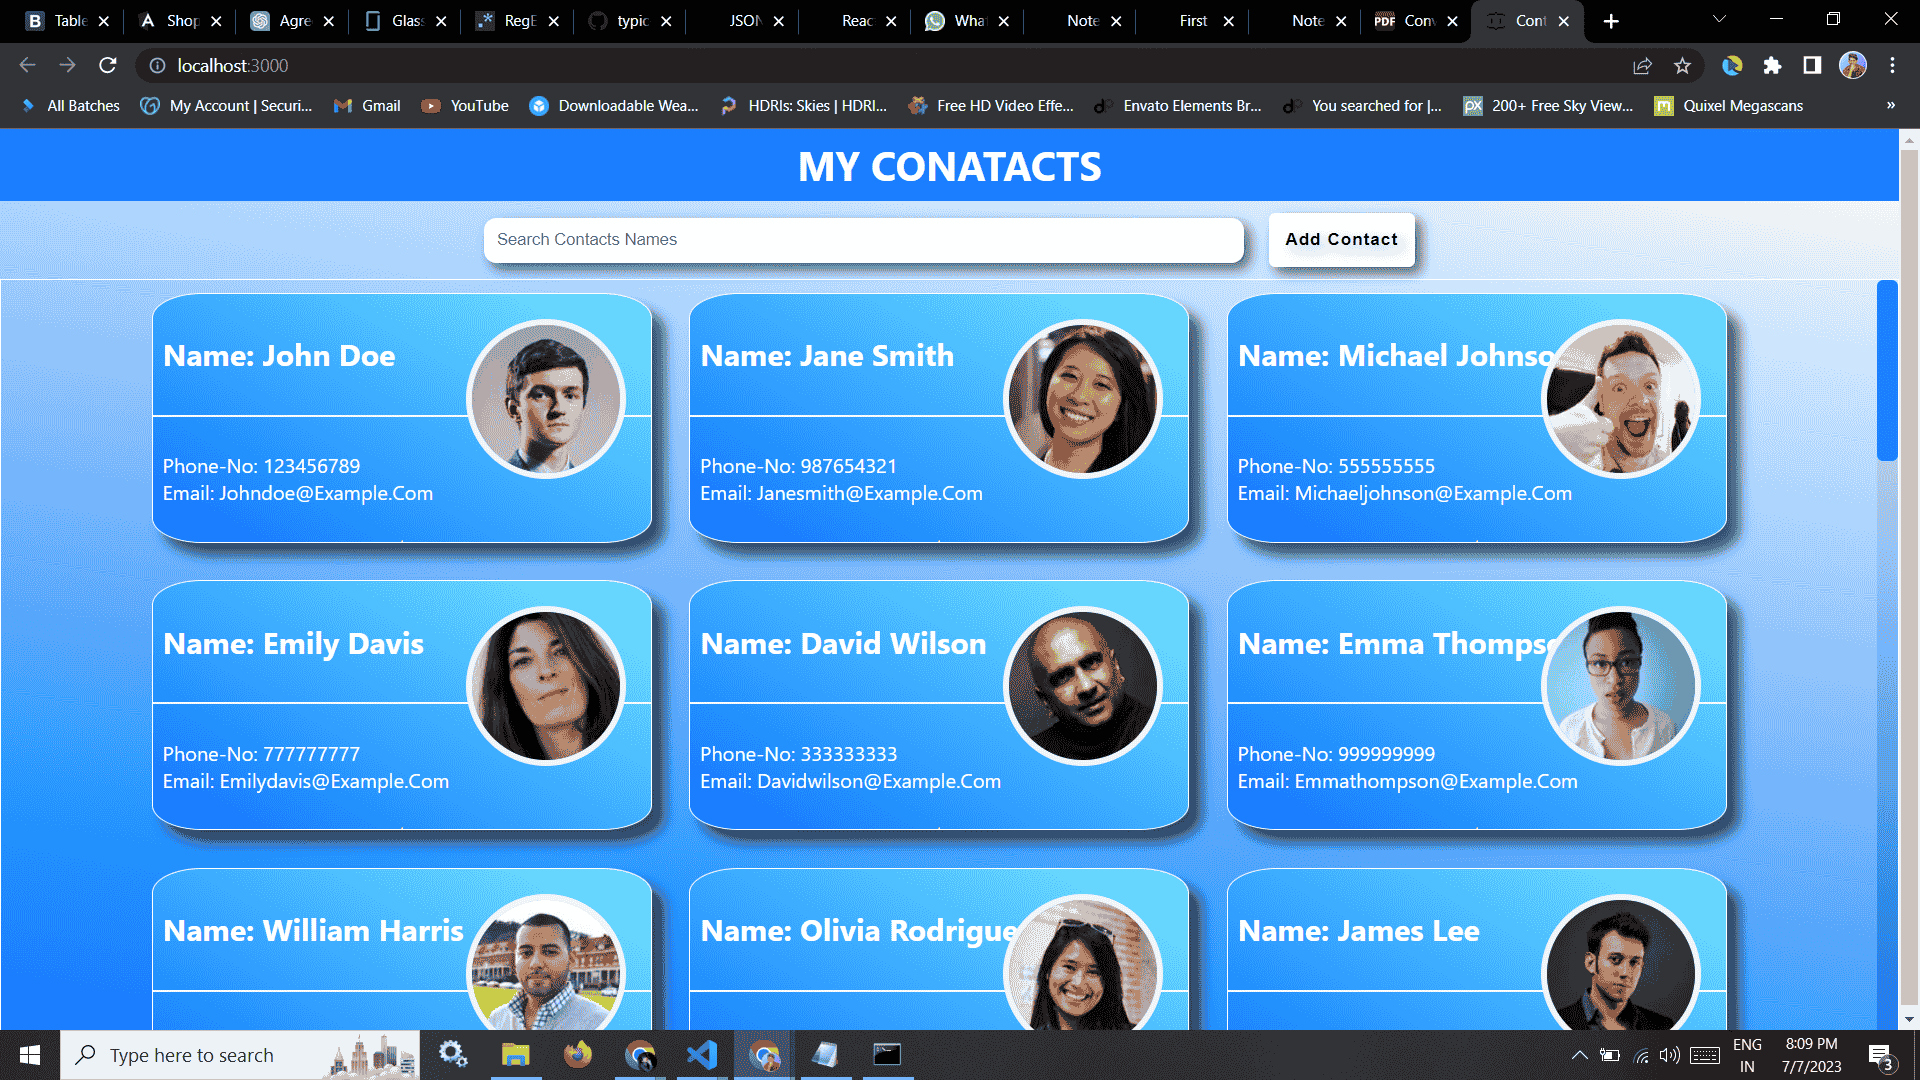 Table
Shop
Agre
Glass
RegE
typic
JSON
Reac
What
Note
First
Note
PDF Conv
Cont
localhost:3000
All Batches
My Account | Securi...
Gmail
YouTube
Downloadable Wea...
HDRIs: Skies | HDRI...
Free HD Video Effe...
Envato Elements Br...
You searched for |...
px 200+ Free Sky View...
Quixel Megascans
»
MY CONATACTS
Search Contacts Names
Add Contact
Name: John Doe
Phone-No: 123456789
Email: Johndoe@Example.Com
Name: Jane Smith
Phone-No: 987654321
Email: Janesmith@Example.Com
Name: Michael Johnso
Phone-No: 555555555
Email: Michaeljohnson@Example.Com
Name: Emily Davis
Phone-No: 777777777
Email: Emilydavis@Example.Com
Name: David Wilson
Phone-No: 333333333
Email: Davidwilson@Example.Com
Name: Emma Thompso
Phone-No: 999999999
Email: Emmathompson@Example.Com
Name: William Harris
Name: Olivia Rodrigue
Name: James Lee
Type here to search
ENG
IN
8:09 PM
7/7/2023
3